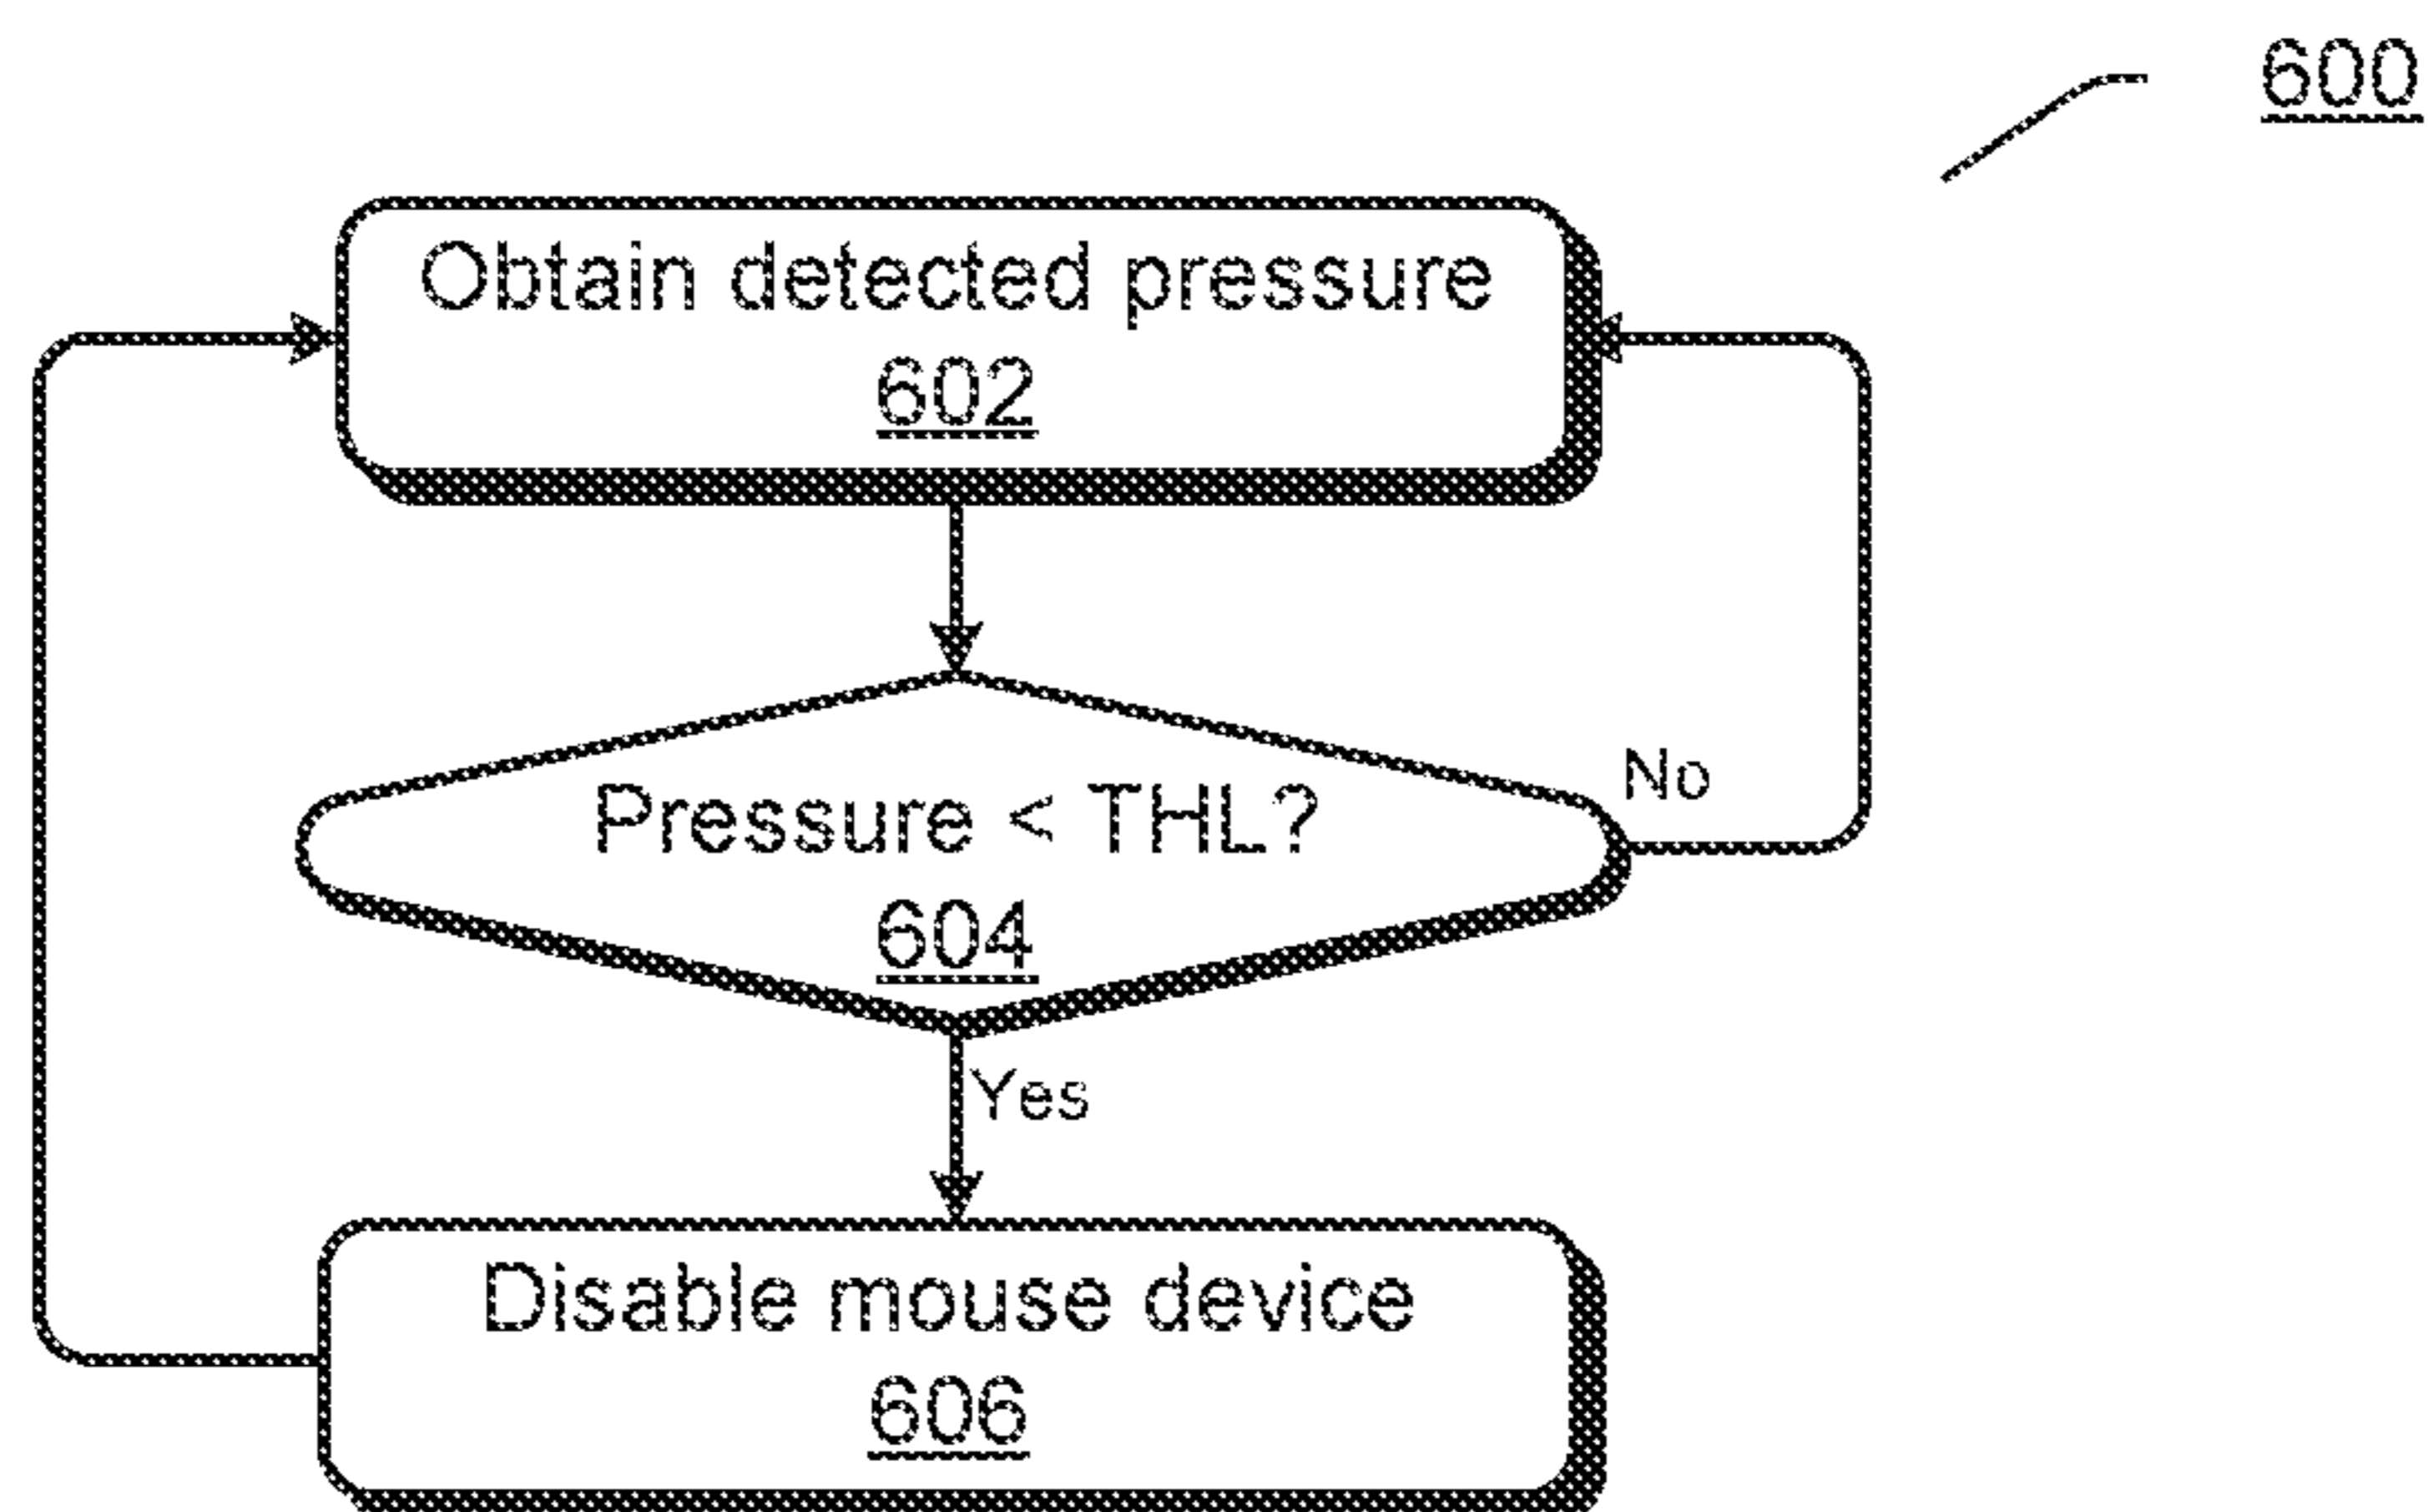 600
Obtain detected pressure
602
Pressure < THL?
604
No
Yes
Disable mouse device
606